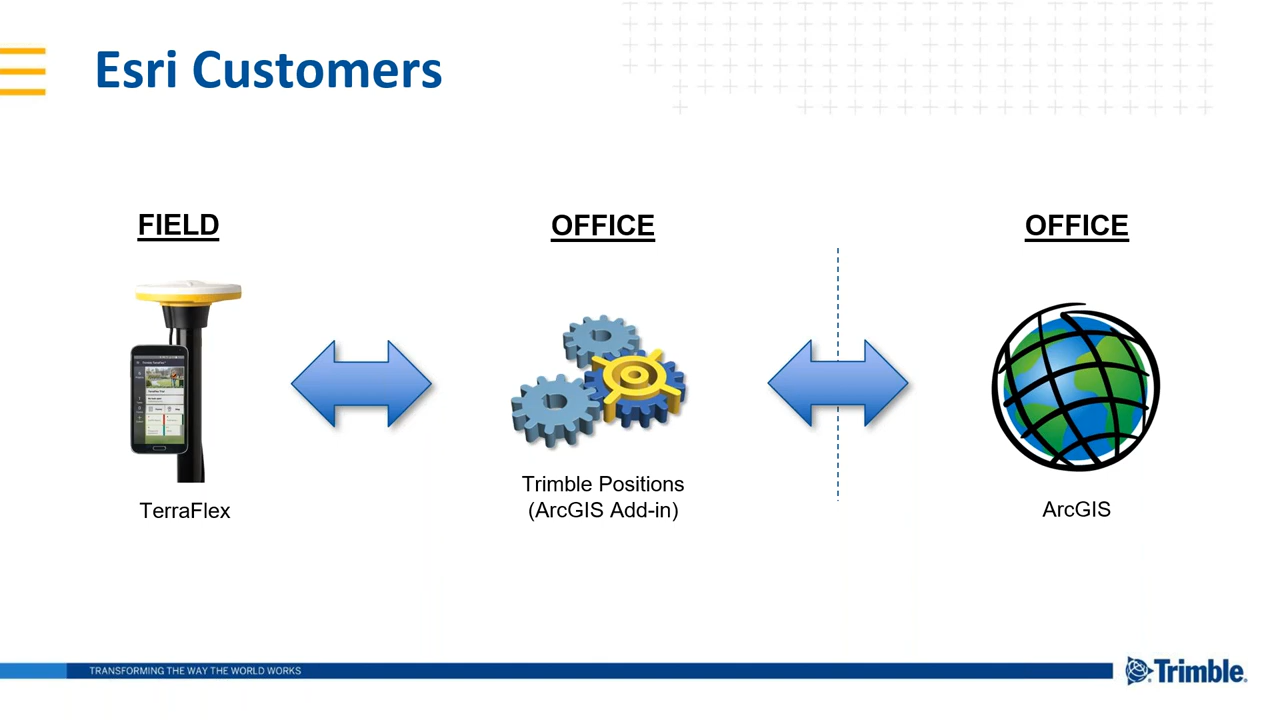 Esri Customers
FIELD
OFFICE
OFFICE
TerraFlex
Trimble Positions
(ArcGIS Add-in)
ArcGIS
TRANSFORMING THE WAY THE WORLD WORKS
Trimble.